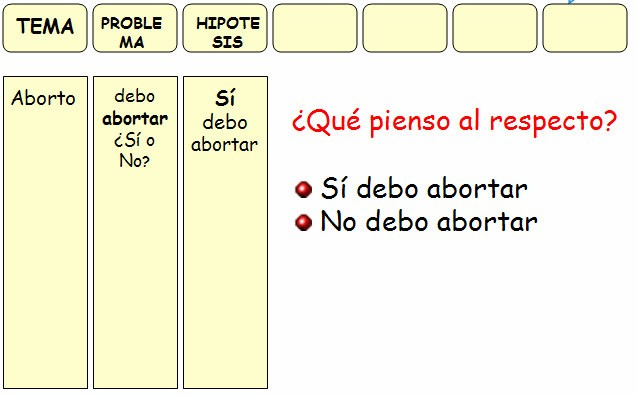 TEMA
PROBLE
MA
HIPOTE
SIS
Aborto
debo
abortar
¿Sí o
No?
Sí
debo
abortar
¿Qué pienso al respecto?
Sí debo abortar
No debo abortar